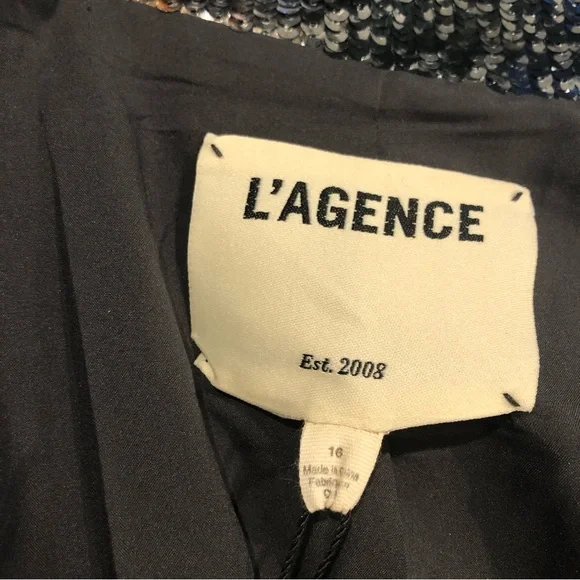 L'AGENCE
Est. 2008
16
Made in China